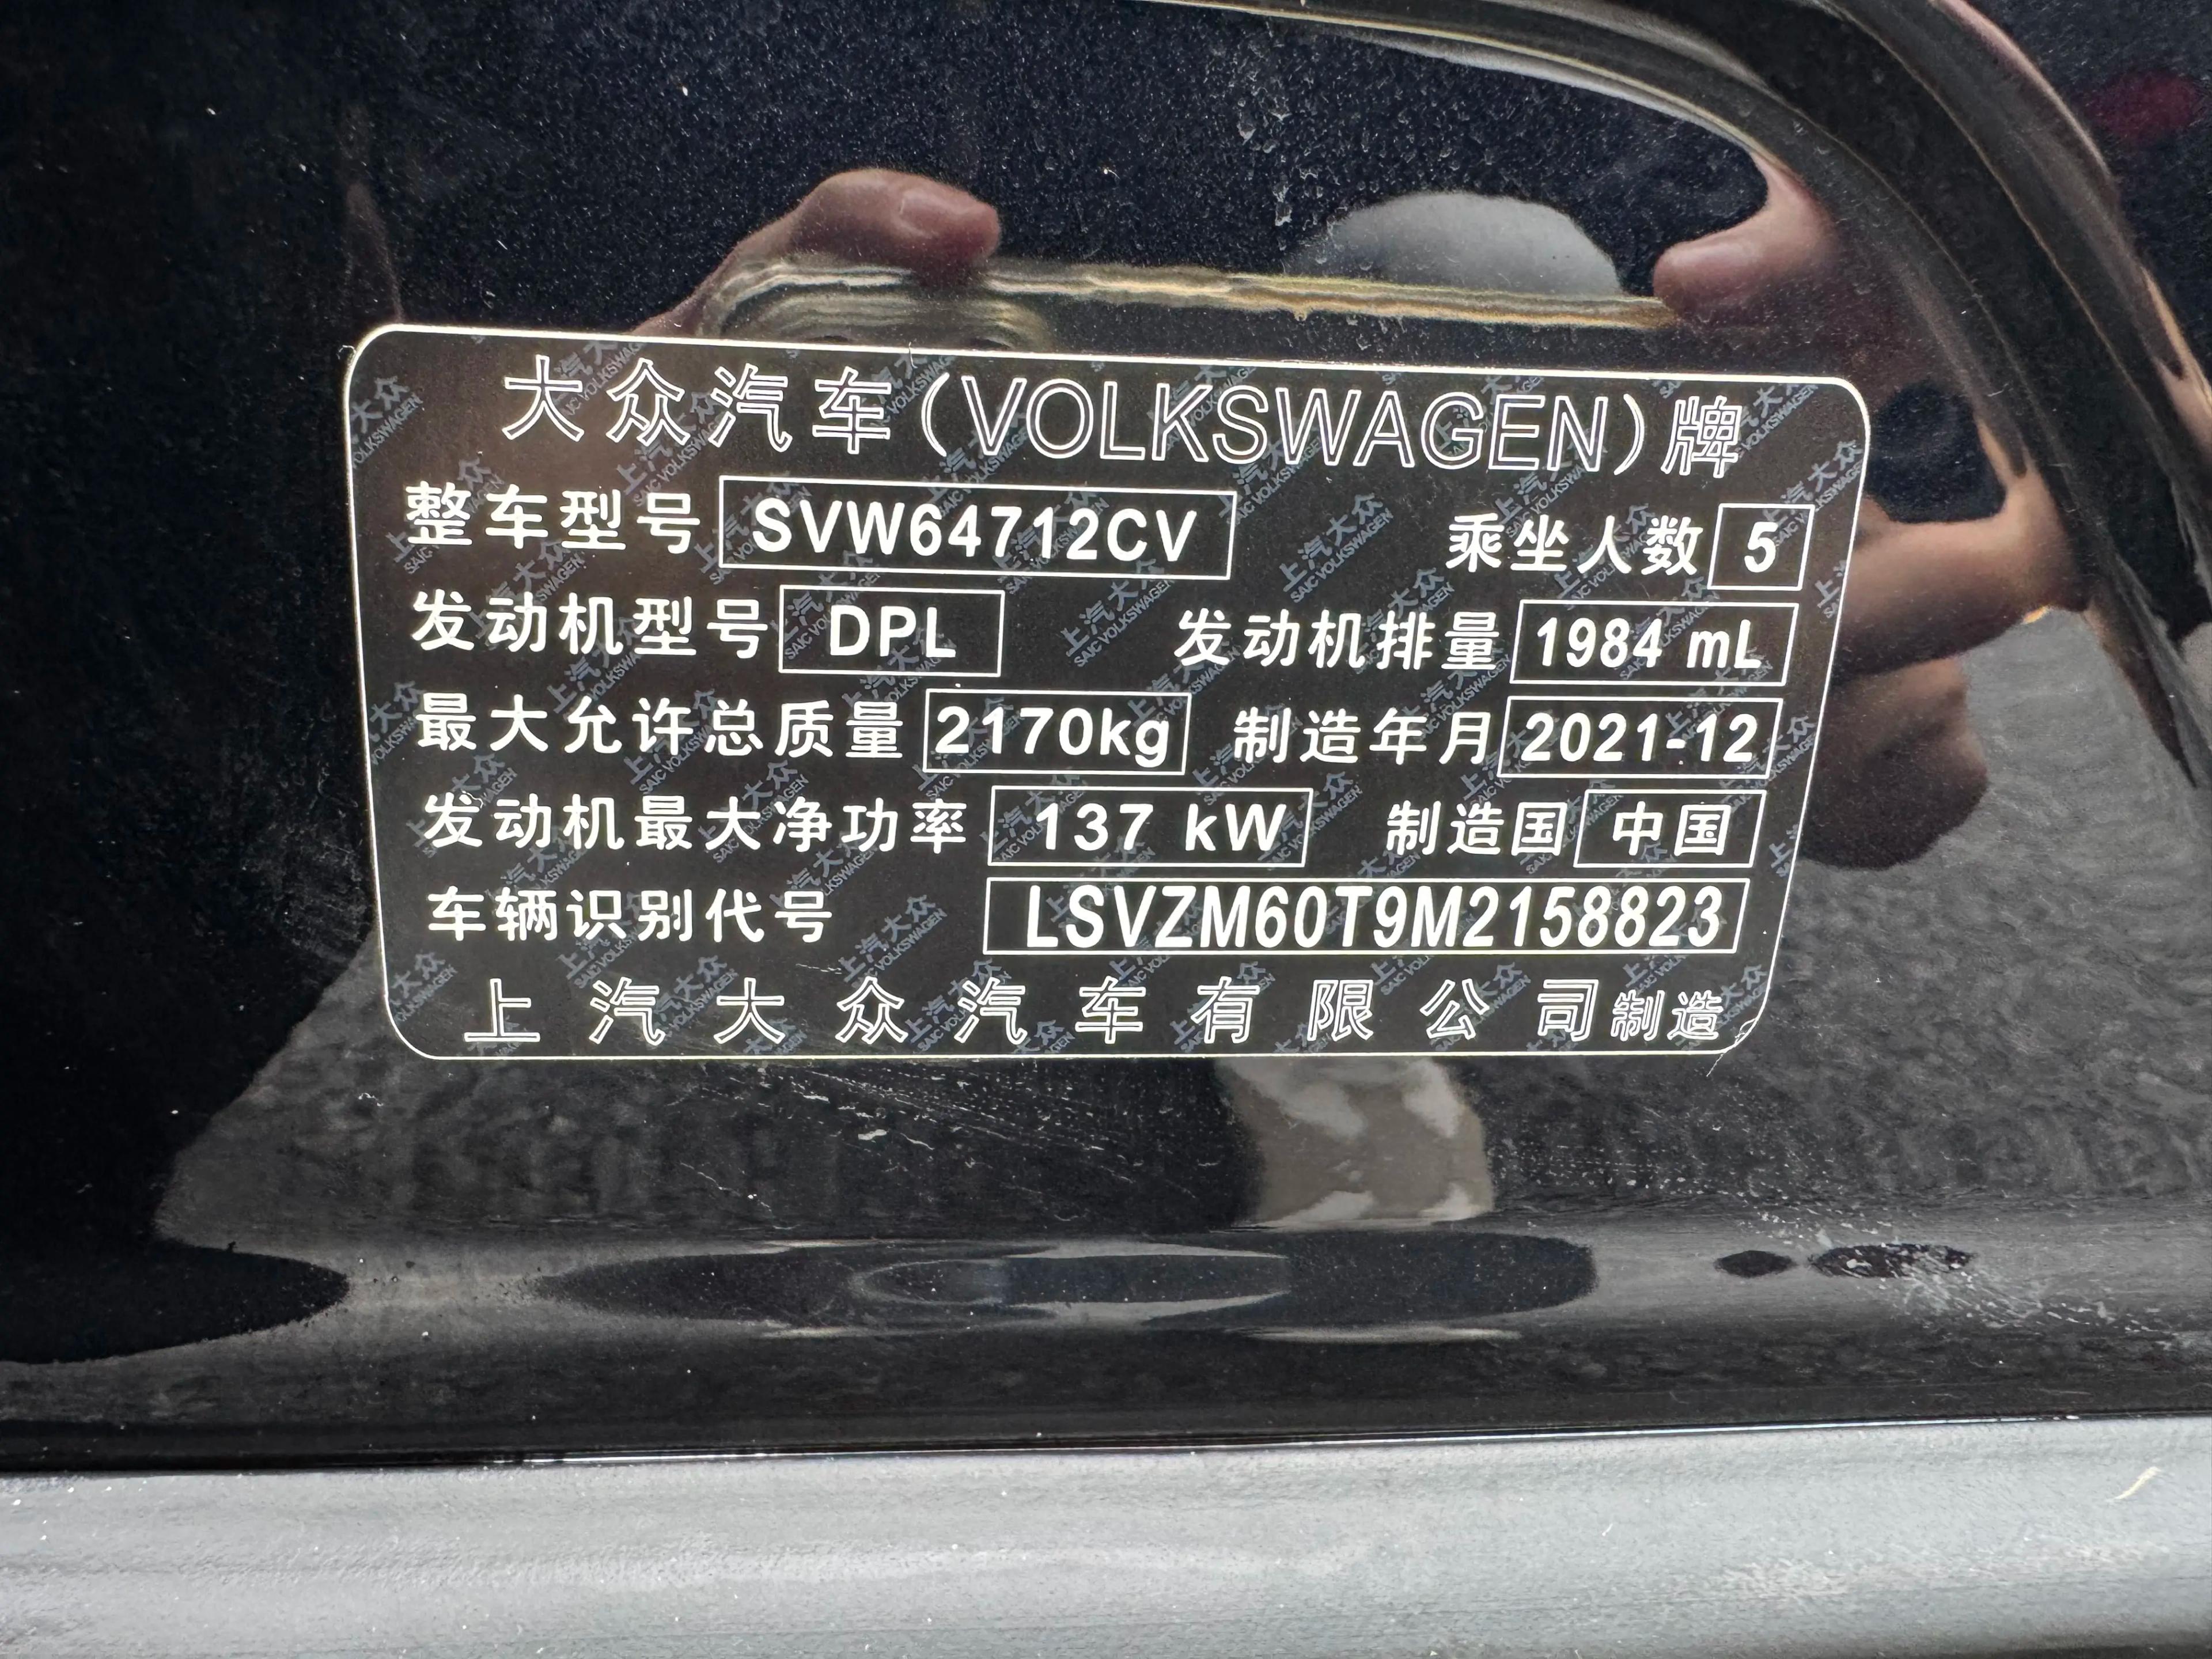 大众汽车(VOLKSWAGEN)牌
整车型号 SVW64712CV 乘坐人数 5
发动机型号 DPL 发动机排量 1984 mL
最大允许总质量 2170kg 制造年月 2021-12
发动机最大净功率 137 kW 制造国 中国
车辆识别代号 LSVZM60T9M2158823
上汽大众汽车有限公司制造